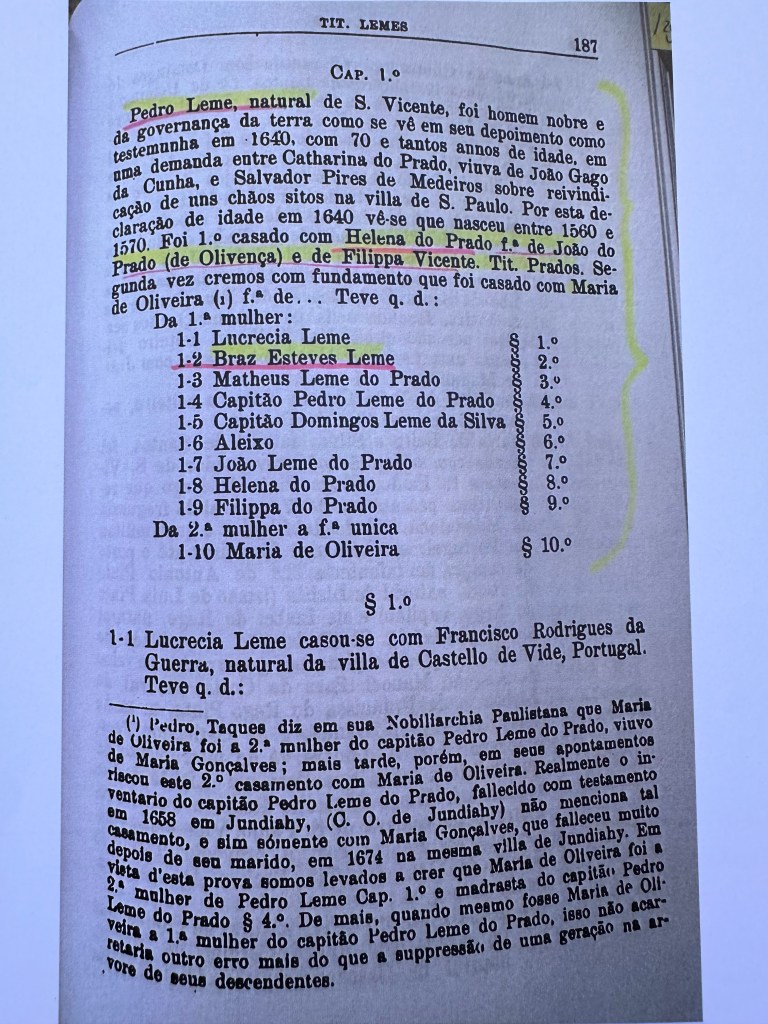 TIT. LEMES
187
CAP. 1.º
Pedro Leme, natural de S. Vicente, foi homem nobre e
da governança da terra como se vê em seu depoimento como
testemunha em 1640, com 70 e tantos annos de idade, em
uma demanda entre Catharina do Prado, viuva de João Gago
da Cunha, e Salvador Pires de Medeiros sobre reivindi-
cação de uns chãos sitos na villa de S. Paulo. Por esta de-
claração de idade em 1640 vê-se que nasceu entre 1560 e
1570. Foi 1.º casado com Helena do Prado f.ª de João do
Prado (de Olivença) e de Filippa Vicente. Tit. Prados. Se-
gunda vez cremos com fundamento que foi casado com Maria
de Oliveira (1) f.ª de... Teve q. d.:
Da 1.ª mulher:
1-1 Lucrecia Leme § 1.º
1-2 Braz Esteves Leme § 2.º
1-3 Matheus Leme do Prado § 3.º
1-4 Capitão Pedro Leme do Prado § 4.º
1-5 Capitão Domingos Leme da Silva § 5.º
1-6 Aleixo § 6.º
1-7 João Leme do Prado § 7.º
1-8 Helena do Prado § 8.º
1-9 Filippa do Prado § 9.º
Da 2.ª mulher a f.ª unica
1-10 Maria de Oliveira § 10.º
§ 1.º
1-1 Lucrecia Leme casou-se com Francisco Rodrigues da
Guerra, natural da villa de Castello de Vide, Portugal.
Teve q. d.:
(¹) Pedro Taques diz em sua Nobiliarchia Paulistana que Maria
de Oliveira foi a 2.ª mulher do capitão Pedro Leme do Prado, viuvo
de Maria Gonçalves; mais tarde, porém, em seus apontamentos
riscou este 2.º casamento com Maria de Oliveira. Realmente o in-
ventario do capitão Pedro Leme do Prado, fallecido com testamento
em 1658 em Jundiahy, (C. O. de Jundiahy) não menciona tal
casamento, e sim sómente com Maria Gonçalves, que falleceu muito
depois de seu marido, em 1674 na mesma villa de Jundiahy. Em
vista d'esta prova somos levados a crer que Maria de Oliveira foi a
2.ª mulher de Pedro Leme Cap. 1.º e madrasta do capitão Pedro
Leme do Prado § 4.º. De mais, quando mesmo fosse Maria de Oli-
veira a 1.ª mulher do capitão Pedro Leme do Prado, isso não acar-
retaria outro erro mais do que a suppressão de uma geração na ar-
vore de seus descendentes.